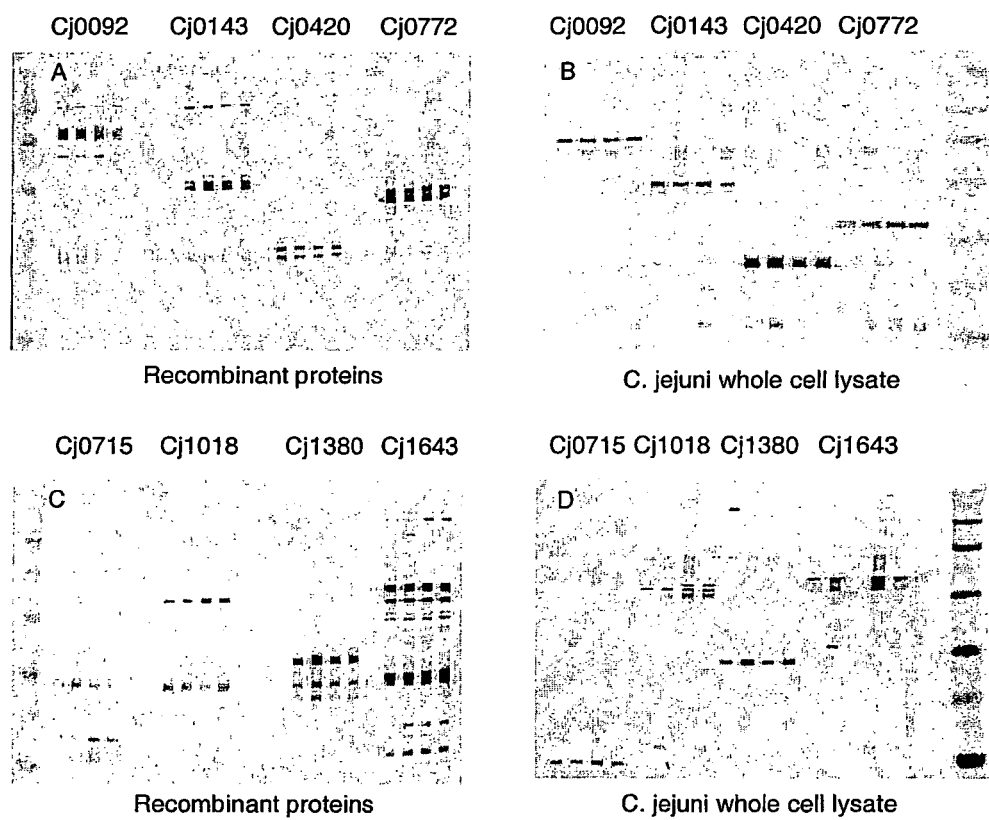 Cj0092 Cj0143 Cj0420 Cj0772
A
Recombinant proteins
Cj0092 Cj0143 Cj0420 Cj0772
B
C. jejuni whole cell lysate
Cj0715 Cj1018 Cj1380 Cj1643
C
Recombinant proteins
Cj0715 Cj1018 Cj1380 Cj1643
D
C. jejuni whole cell lysate